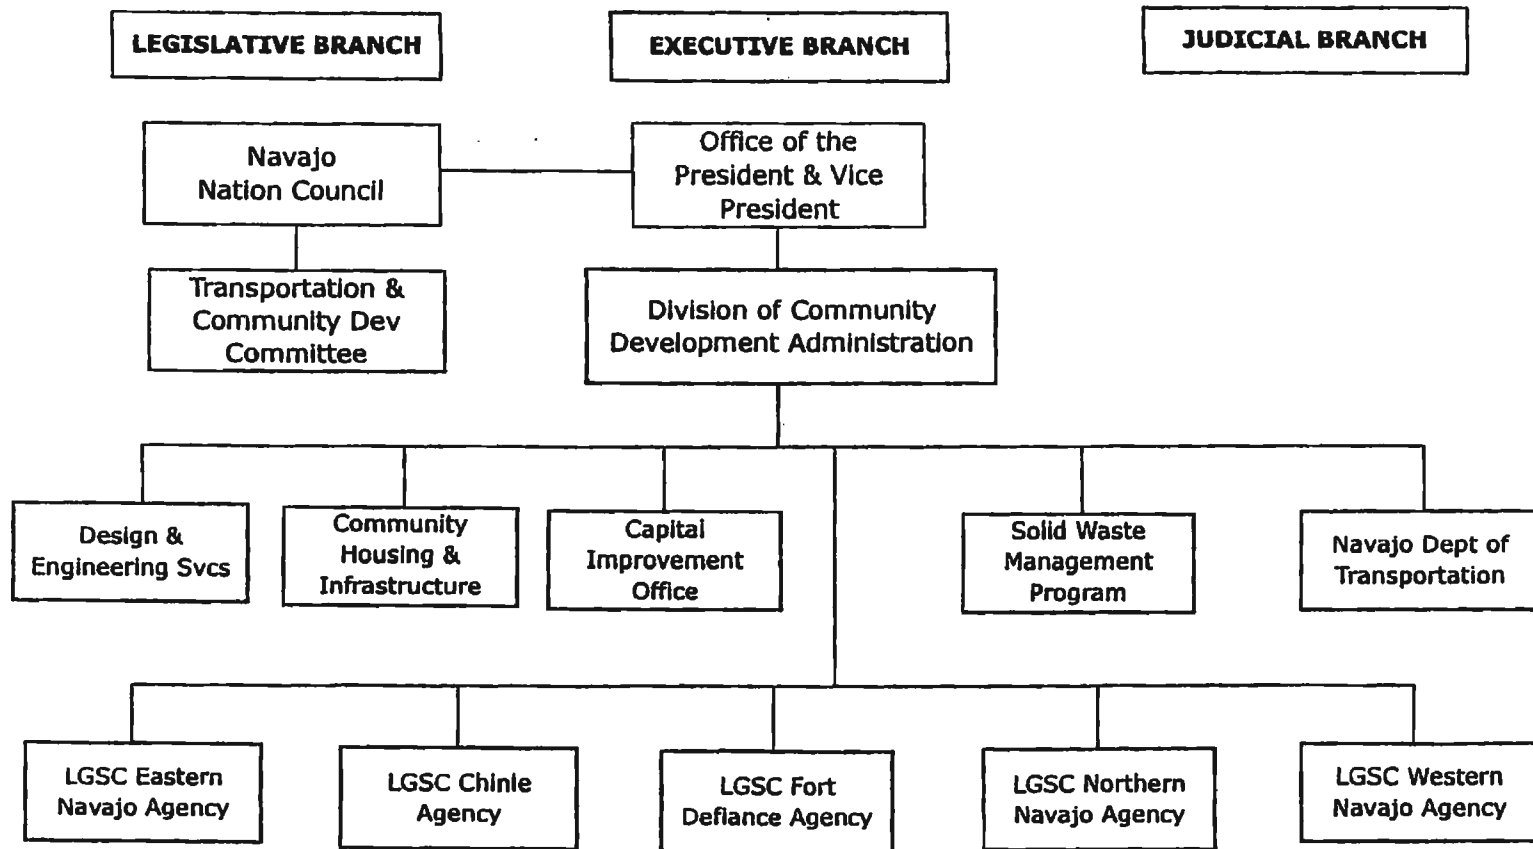 LEGISLATIVE BRANCH
EXECUTIVE BRANCH
JUDICIAL BRANCH
Navajo
Nation Council
Office of the
President & Vice
President
Transportation &
Community Dev
Committee
Division of Community
Development Administration
Design &
Engineering Svcs
Community
Housing &
Infrastructure
Capital
Improvement
Office
Solid Waste
Management
Program
Navajo Dept of
Transportation
LGSC Eastern
Navajo Agency
LGSC Chinle
Agency
LGSC Fort
Defiance Agency
LGSC Northern
Navajo Agency
LGSC Western
Navajo Agency